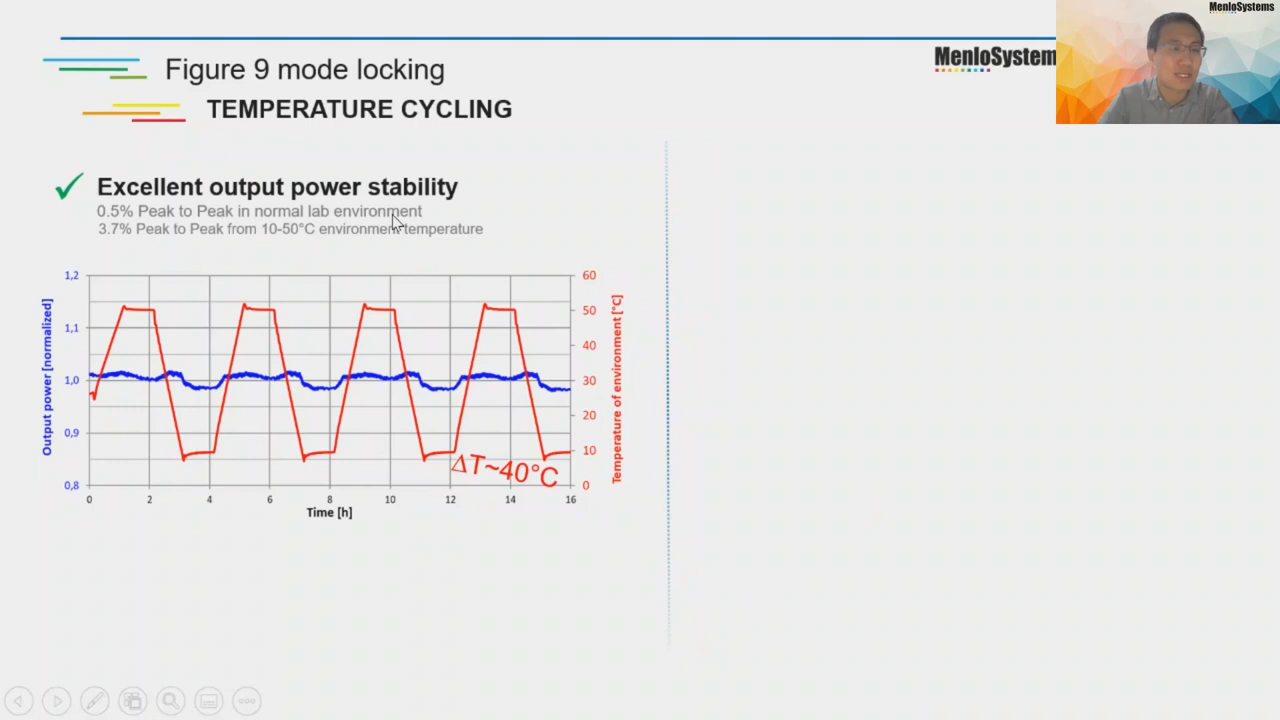 MenloSystems
Figure 9 mode locking
MenloSystem
TEMPERATURE CYCLING
Excellent output power stability
0.5% Peak to Peak in normal lab environment
3.7% Peak to Peak from 10-50°C environment temperature
1,2
1,1
1,0
0,9
0,8
Output power [normalized]
60
50
40
30
20
10
0
Temperature of environment [°C]
ΔT~40°C
0 2 4 6 8 10 12 14 16
Time [h]